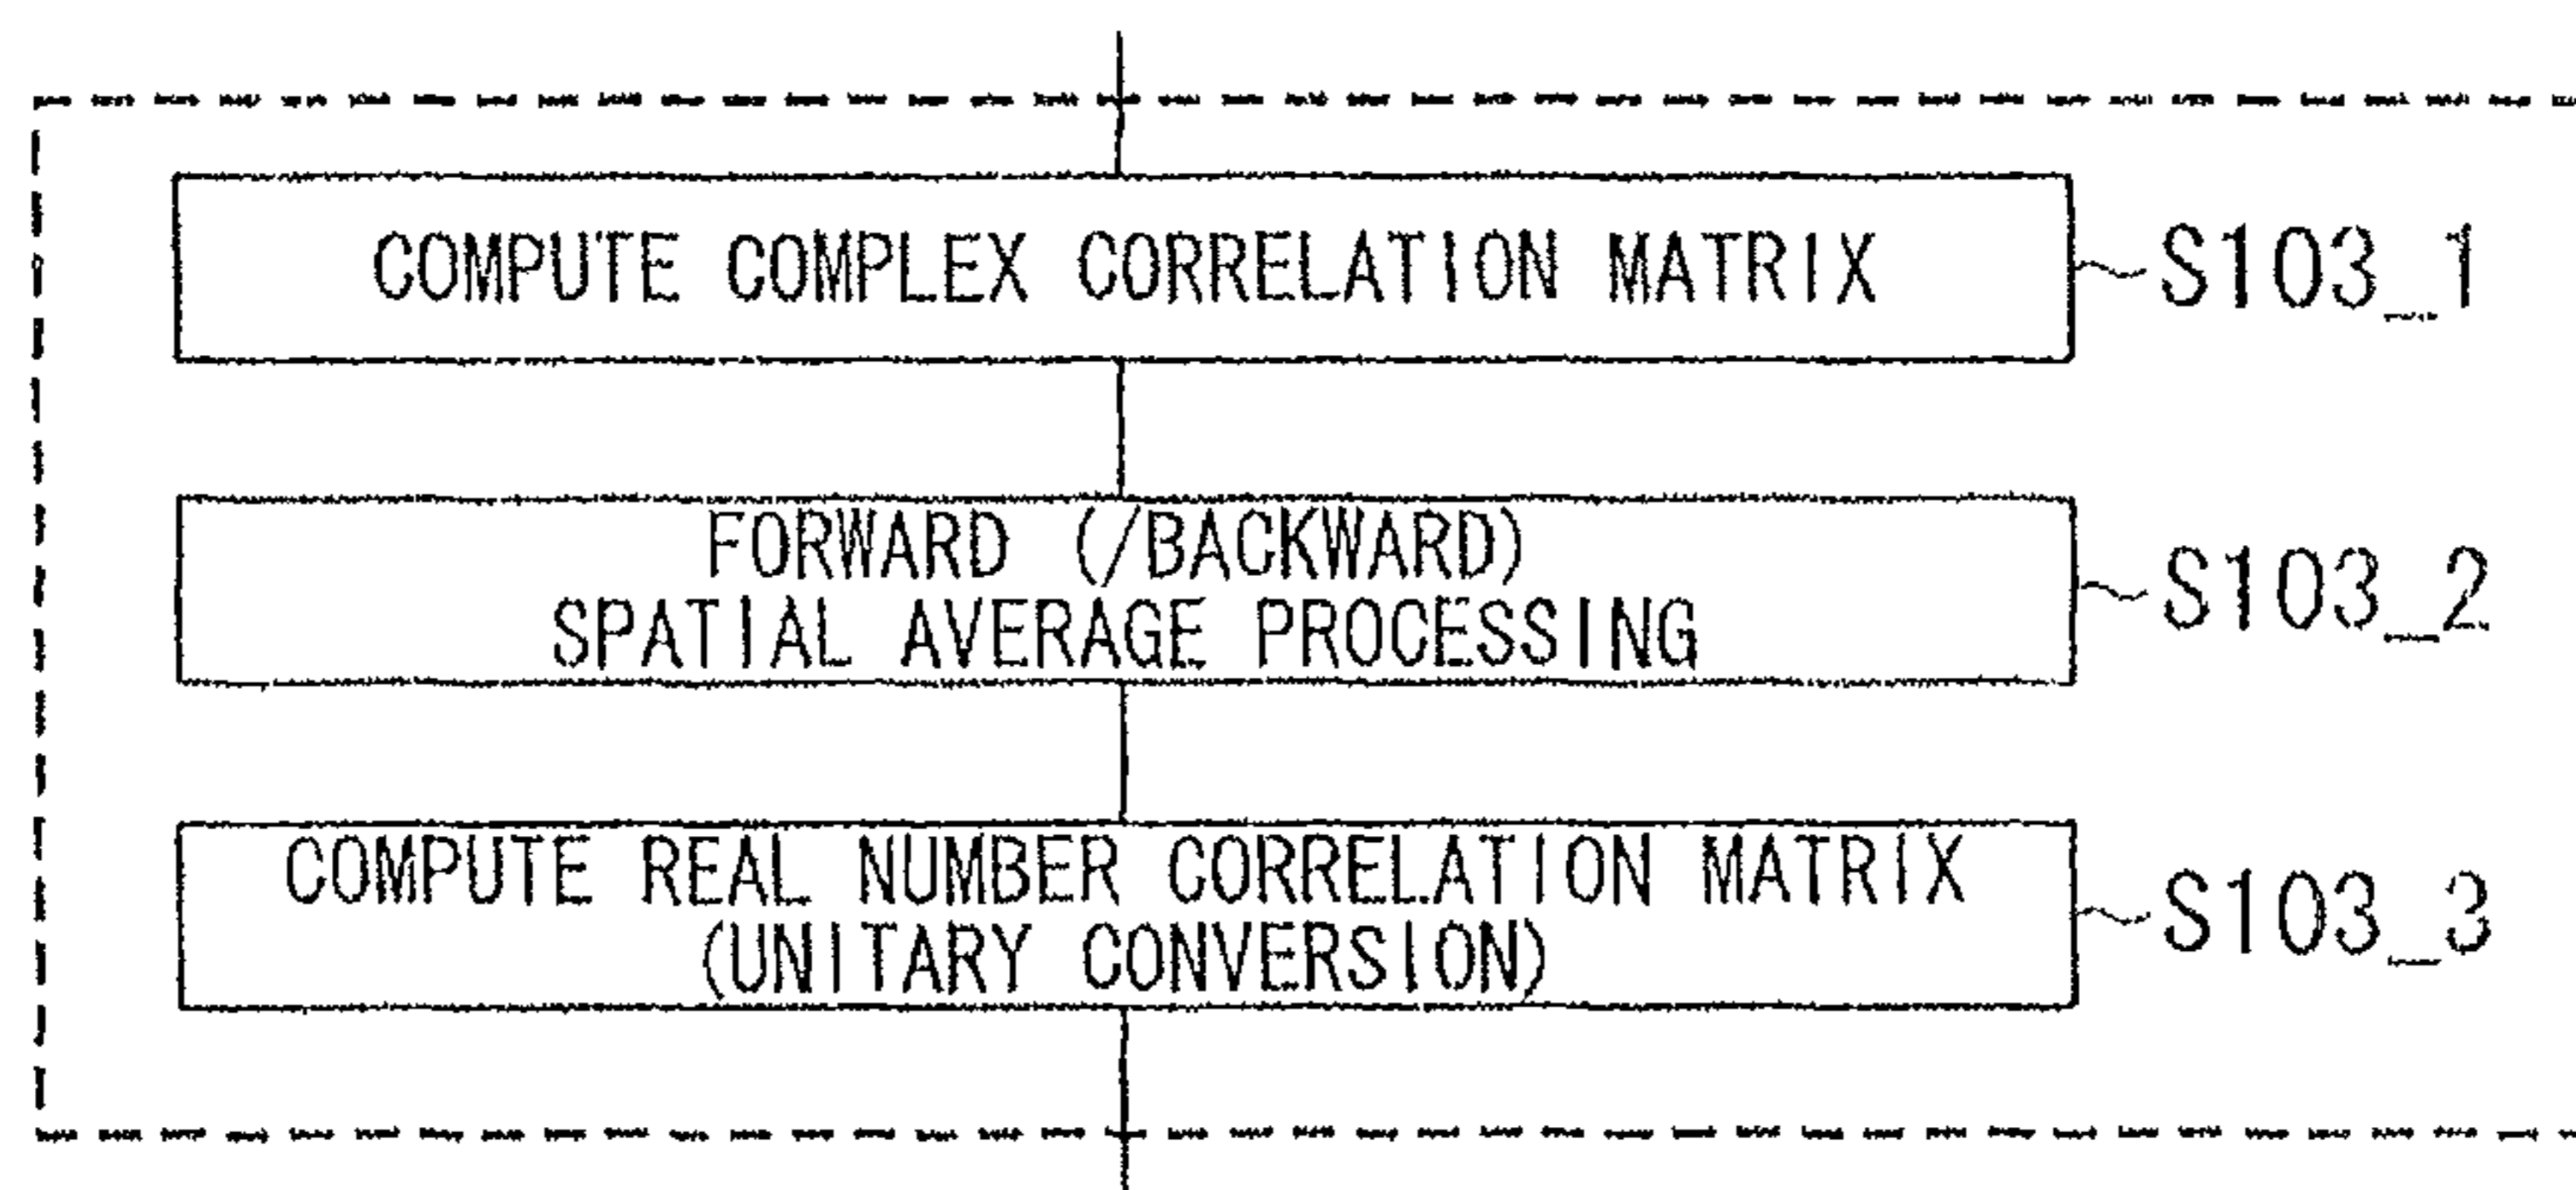 COMPUTE COMPLEX CORRELATION MATRIX
S103_1
FORWARD (/BACKWARD)
SPATIAL AVERAGE PROCESSING
S103_2
COMPUTE REAL NUMBER CORRELATION MATRIX
(UNITARY CONVERSION)
S103_3